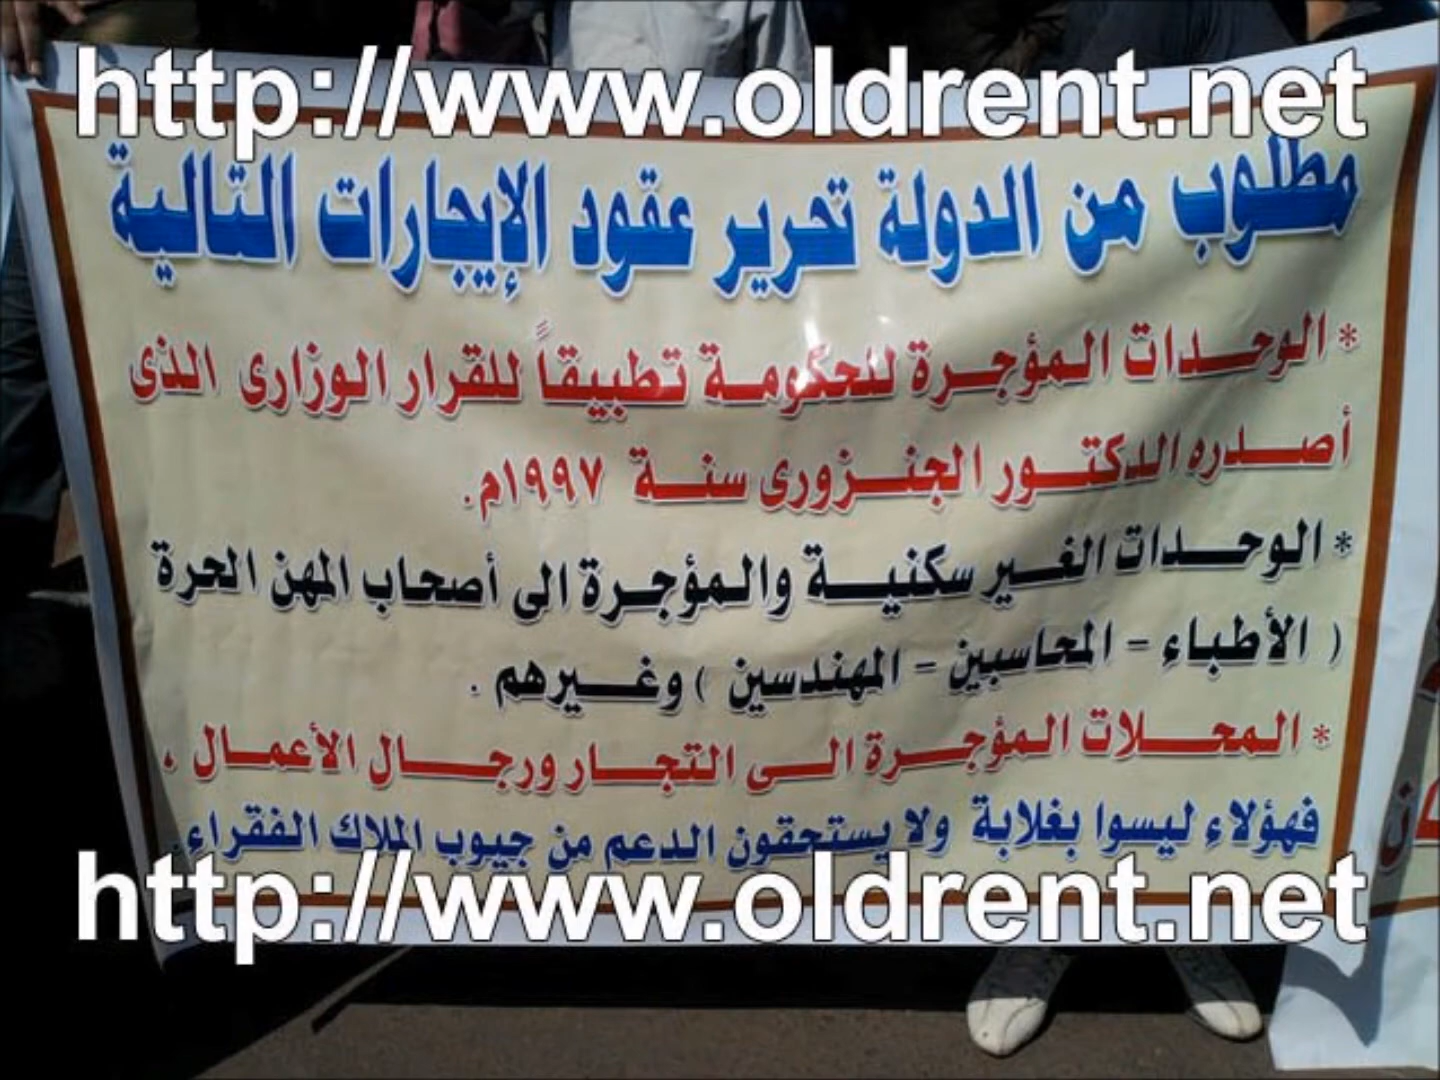 http://www.oldrent.net
مطلوب من الدولة تحرير عقود الإيجارات التالية
* الوحدات المؤجرة للحكومة تطبيقاً للقرار الوزارى الذى
أصدره الدكتور الجنزورى سنة ١٩٩٧م.
* الوحدات الغير سكنية والمؤجرة الى أصحاب المهن الحرة
( الأطباء - المحاسبين - المهندسين ) وغيرهم .
* المحلات المؤجرة الى التجار ورجال الأعمال ،
فهؤلاء ليسوا بغلابة ولا يستحقون الدعم من جيوب الملاك الفقراء.
http://www.oldrent.net